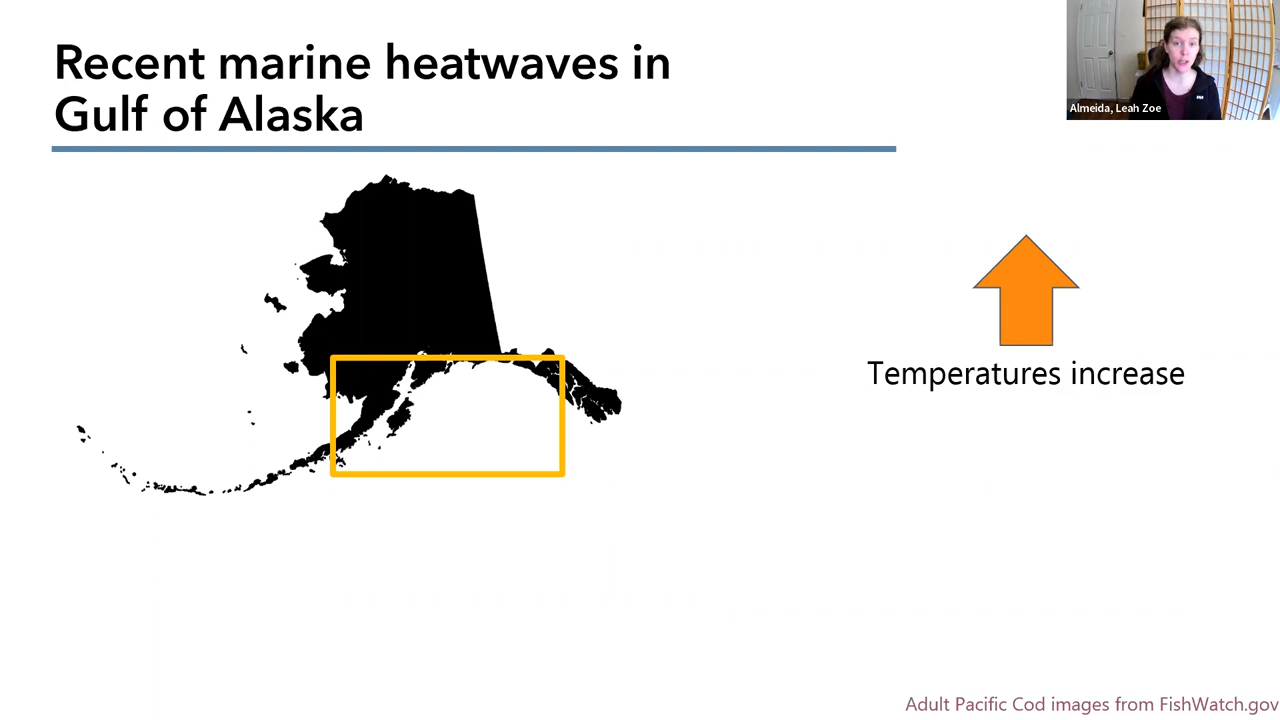 Recent marine heatwaves in
Gulf of Alaska
Almeida, Leah Zoe
Temperatures increase
Adult Pacific Cod images from FishWatch.gov